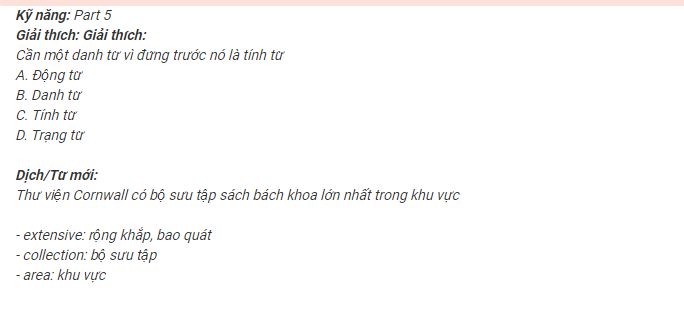 Kỹ năng: Part 5
Giải thích: Giải thích:
Cần một danh từ vì đứng trước nó là tính từ
A. Động từ
B. Danh từ
C. Tính từ
D. Trạng từ
Dịch/Từ mới:
Thư viện Cornwall có bộ sưu tập sách bách khoa lớn nhất trong khu vực
- extensive: rộng khắp, bao quát
- collection: bộ sưu tập
- area: khu vực